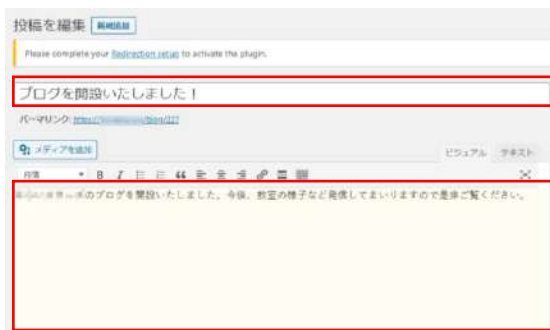 投稿を編集 新規追加
Please complete your Redirection setup to activate the plugin.
ブログを開設いたしました！
パーマリンク: /blog/227
メディアを追加
ビジュアル テキスト
段落 B I
のブログを開設いたしました。今後、教室の様子など発信してまいりますので是非ご覧ください。